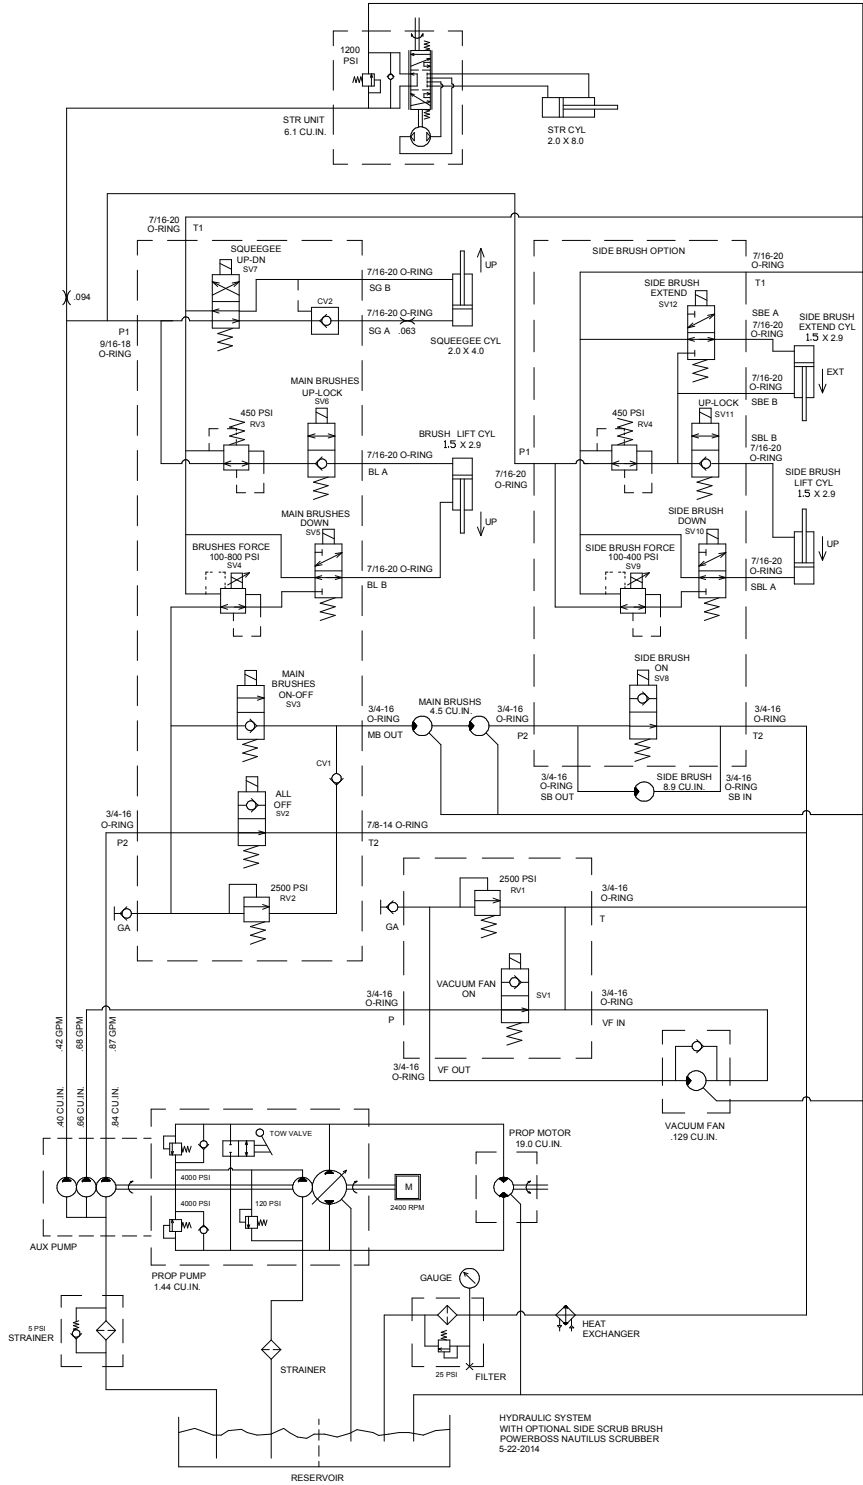 1200
PSI
STR UNIT
6.1 CU.IN.
STR CYL
2.0 X 8.0
7/16-20
O-RING
T1
SQUEEGEE
UP-DN
SV7
7/16-20 O-RING
SG B
UP
CV2
7/16-20 O-RING
SG A
.063
SQUEEGEE CYL
2.0 X 4.0
.094
P1
9/16-18
O-RING
SIDE BRUSH OPTION
7/16-20
O-RING
T1
SIDE BRUSH
EXTEND
SV12
SBE A
7/16-20
O-RING
SIDE BRUSH
EXTEND CYL
1.5 X 2.9
EXT
7/16-20
O-RING
SBE B
MAIN BRUSHES
UP-LOCK
SV6
450 PSI
RV3
BRUSH LIFT CYL
1.5 X 2.9
7/16-20 O-RING
BL A
UP
P1
7/16-20
O-RING
450 PSI
RV4
UP-LOCK
SV11
SBL B
7/16-20
O-RING
SIDE BRUSH
LIFT CYL
1.5 X 2.9
UP
MAIN BRUSHES
DOWN
SV5
BRUSHES FORCE
100-800 PSI
SV4
7/16-20 O-RING
BL B
SIDE BRUSH
DOWN
SV10
SIDE BRUSH FORCE
100-400 PSI
SV9
7/16-20
O-RING
SBL A
MAIN
BRUSHES
ON-OFF
SV3
3/4-16
O-RING
MB OUT
MAIN BRUSHS
4.5 CU.IN.
3/4-16
O-RING
P2
SIDE BRUSH
ON
SV8
3/4-16
O-RING
T2
CV1
3/4-16
O-RING
SB OUT
SIDE BRUSH
8.9 CU.IN.
3/4-16
O-RING
SB IN
ALL
OFF
SV2
3/4-16
O-RING
P2
7/8-14 O-RING
T2
2500 PSI
RV2
GA
2500 PSI
RV1
GA
3/4-16
O-RING
T
VACUUM FAN
ON
SV1
3/4-16
O-RING
P
3/4-16
O-RING
VF IN
3/4-16
O-RING
VF OUT
VACUUM FAN
.129 CU.IN.
.42 GPM
.68 GPM
.87 GPM
.40 CU.IN.
.66 CU.IN.
.84 CU.IN.
TOW VALVE
4000 PSI
4000 PSI
120 PSI
M
2400 RPM
PROP MOTOR
19.0 CU.IN.
AUX PUMP
PROP PUMP
1.44 CU.IN.
5 PSI
STRAINER
STRAINER
GAUGE
25 PSI
FILTER
HEAT
EXCHANGER
RESERVOIR
HYDRAULIC SYSTEM
WITH OPTIONAL SIDE SCRUB BRUSH
POWERBOSS NAUTILUS SCRUBBER
5-22-2014